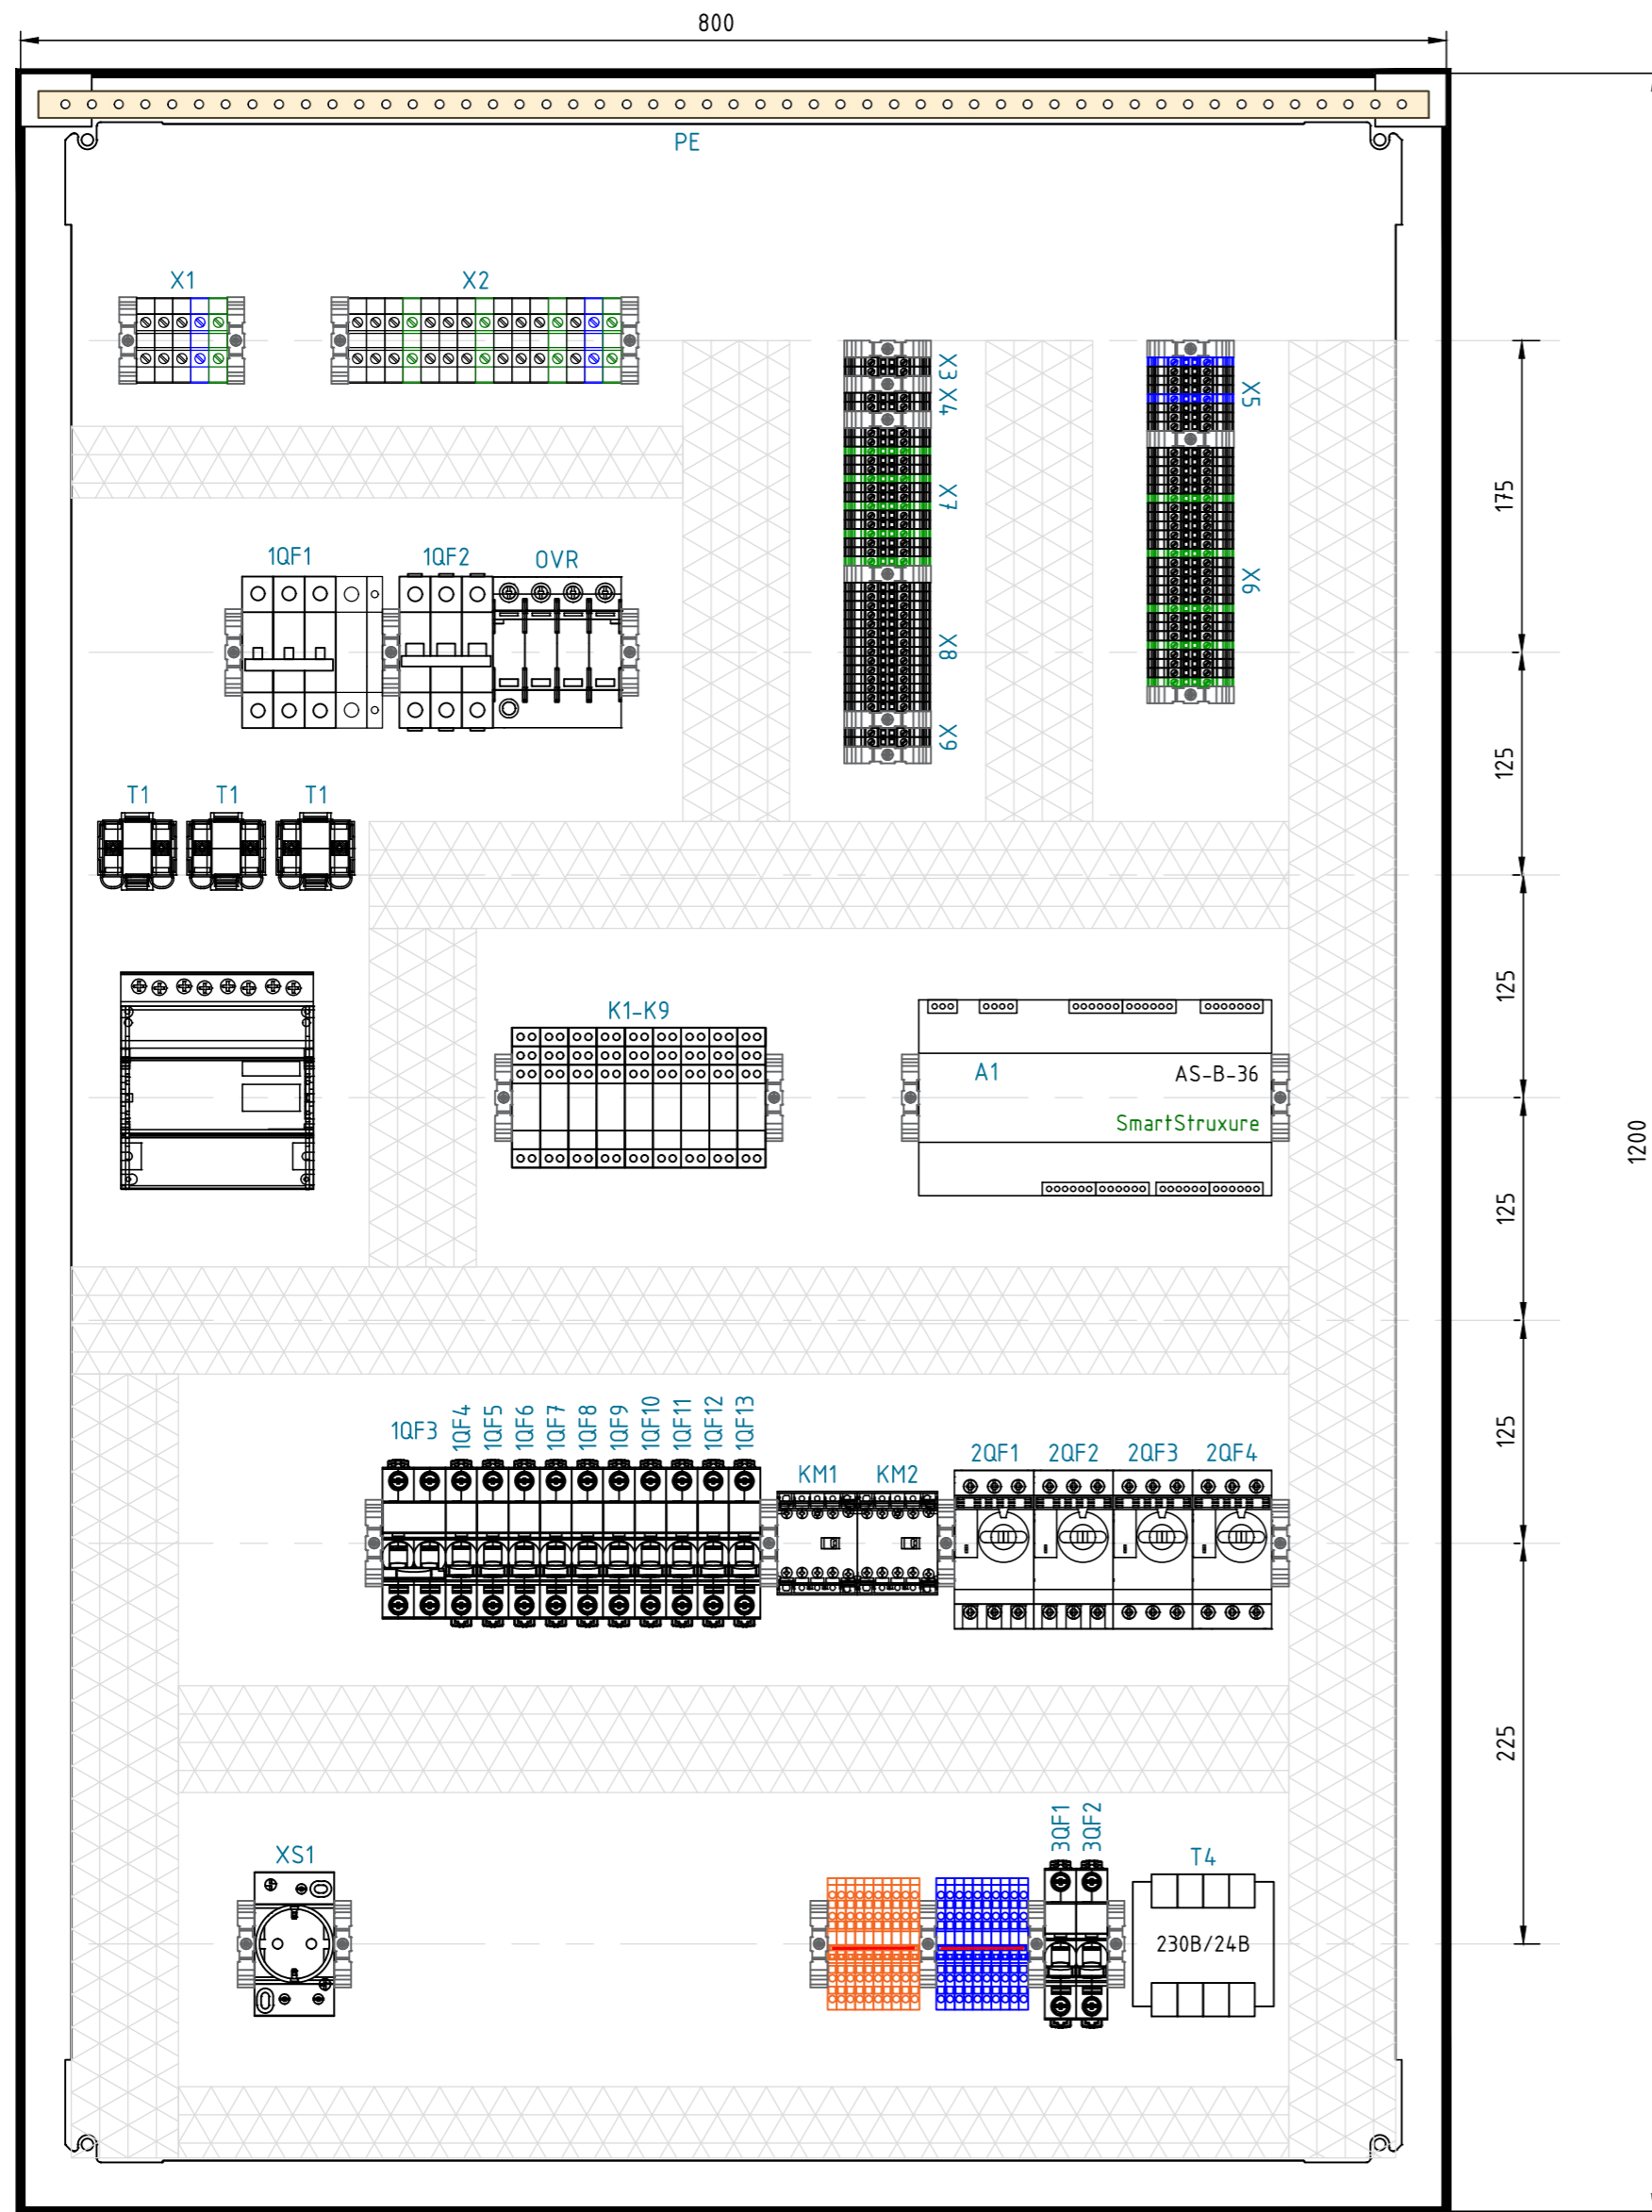 800
PE
X1
X2
X3
X4
X5
175
X7
1QF1
1QF2
OVR
X6
X8
X9
125
T1
T1
T1
125
K1-K9
A1
AS-B-36
SmartStruxure
1200
125
1QF3
1QF4
1QF5
1QF6
1QF7
1QF8
1QF9
1QF10
1QF11
1QF12
1QF13
125
KM1
KM2
2QF1
2QF2
2QF3
2QF4
225
XS1
3QF1
3QF2
T4
230В/24В